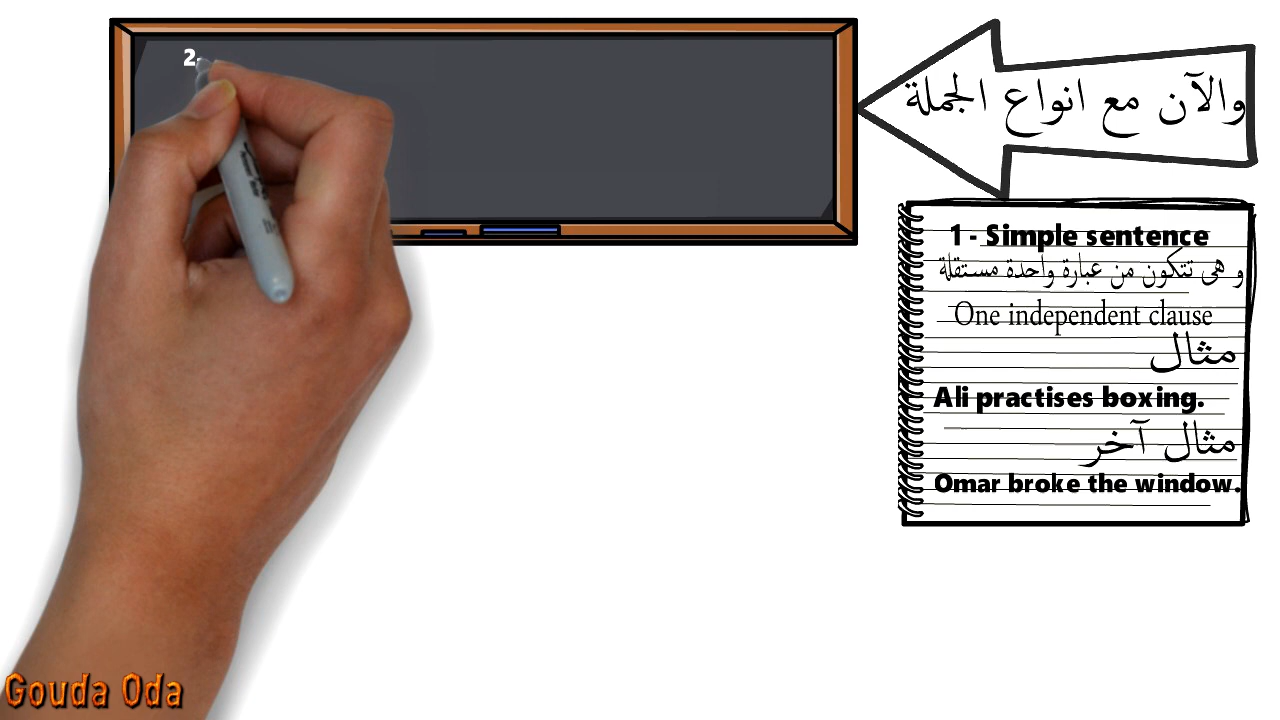 2.
والآن مع انواع الجملة
1 - Simple sentence
و هى تتكون من عبارة واحدة مستقلة
One independent clause
مثال
Ali practises boxing.
مثال آخر
Omar broke the window.
Gouda Oda